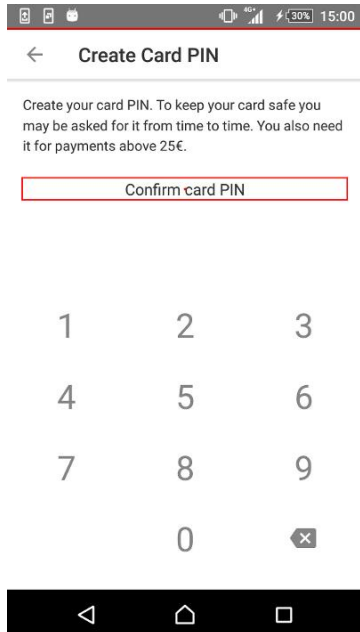 4G+ 30% 15:00
Create Card PIN
Create your card PIN. To keep your card safe you
may be asked for it from time to time. You also need
it for payments above 25€.
Confirm card PIN
1 2 3
4 5 6
7 8 9
0